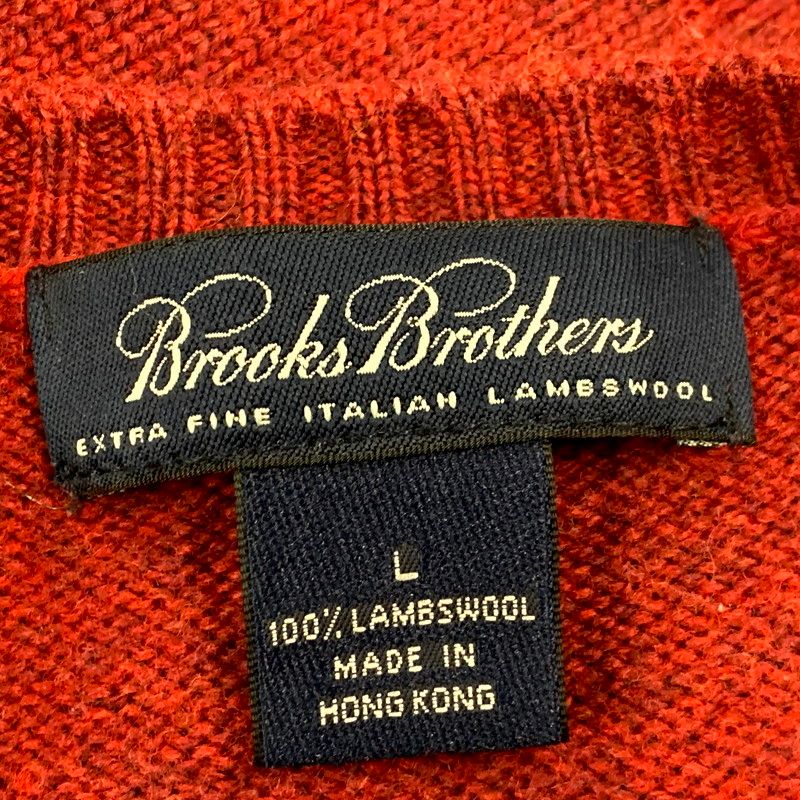 Brooks Brothers
EXTRA FINE ITALIAN LAMBSWOOL
L
100% LAMBSWOOL
MADE IN
HONG KONG